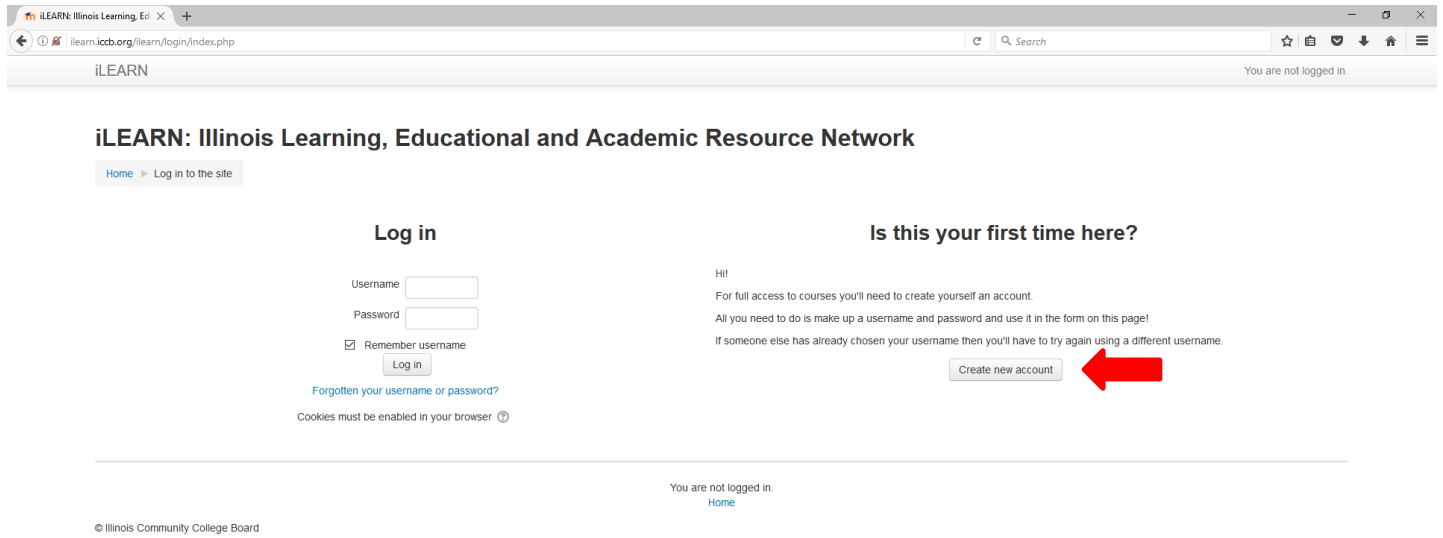 iLEARN: Illinois Learning, Ed
ilearn.iccb.org/ilearn/login/index.php
Search
iLEARN
You are not logged in.
iLEARN: Illinois Learning, Educational and Academic Resource Network
Home
Log in to the site
Log in
Username
Password
Remember username
Log in
Forgotten your username or password?
Cookies must be enabled in your browser
Is this your first time here?
Hi!
For full access to courses you'll need to create yourself an account.
All you need to do is make up a username and password and use it in the form on this page!
If someone else has already chosen your username then you'll have to try again using a different username.
Create new account
You are not logged in.
Home
© Illinois Community College Board